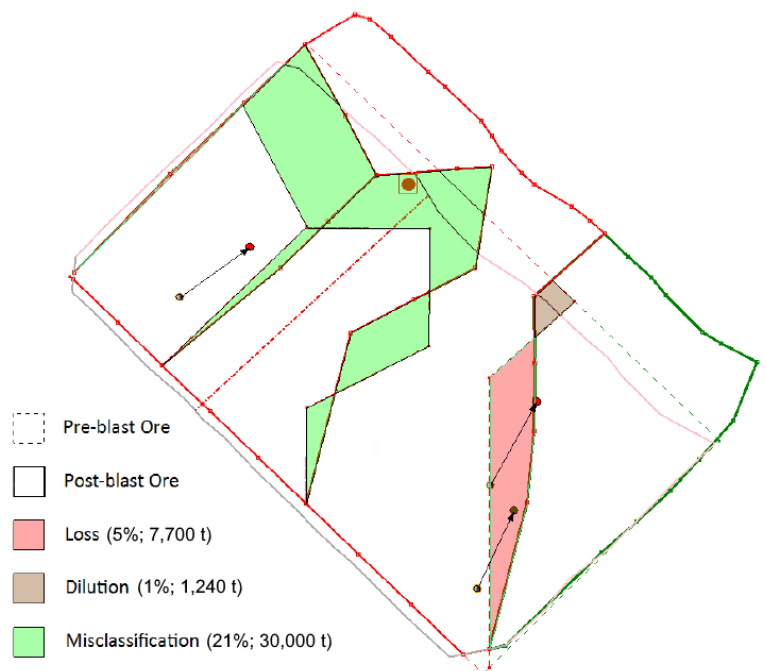 Pre-blast Ore
Post-blast Ore
Loss (5%; 7,700 t)
Dilution (1%; 1,240 t)
Misclassification (21%; 30,000 t)